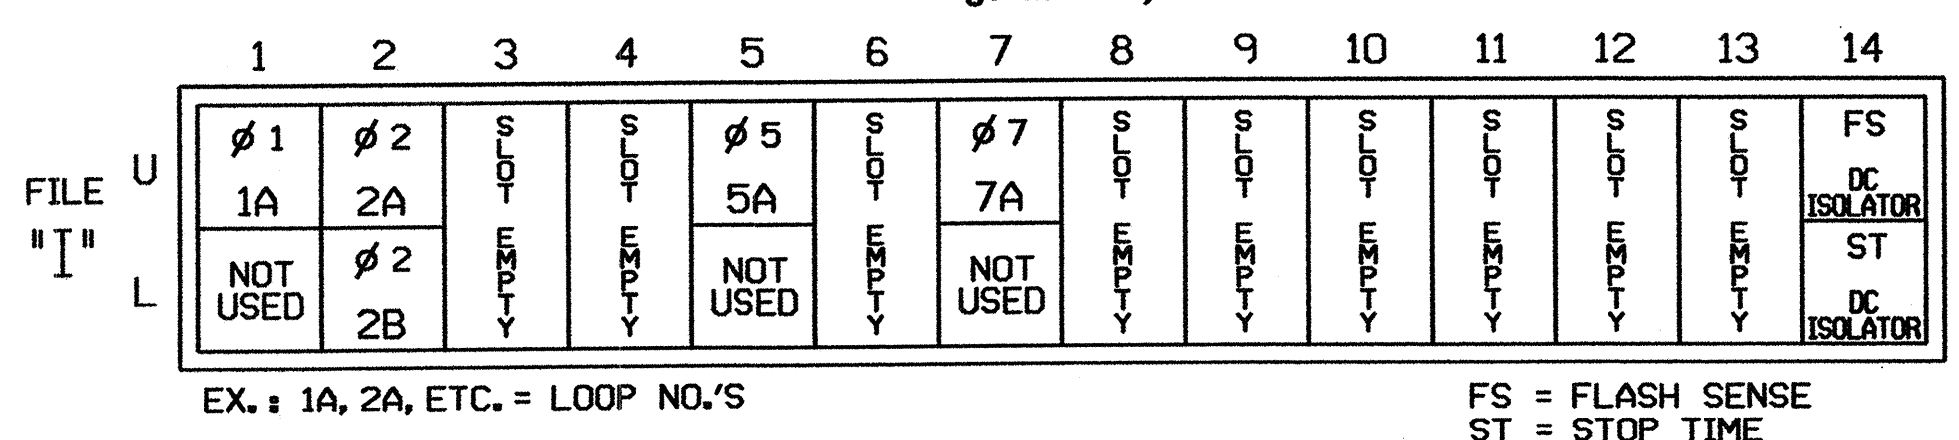 1 2 3 4 5 6 7 8 9 10 11 12 13 14
FILE "I"
U
L
Ø 1
1A
NOT USED
Ø 2
2A
Ø 2
2B
SLOT EMPTY
SLOT EMPTY
Ø 5
5A
NOT USED
SLOT EMPTY
Ø 7
7A
NOT USED
SLOT EMPTY
SLOT EMPTY
SLOT EMPTY
SLOT EMPTY
SLOT EMPTY
SLOT EMPTY
FS
DC
ISOLATOR
ST
DC
ISOLATOR
EX.: 1A, 2A, ETC. = LOOP NO.'S
FS = FLASH SENSE
ST = STOP TIME